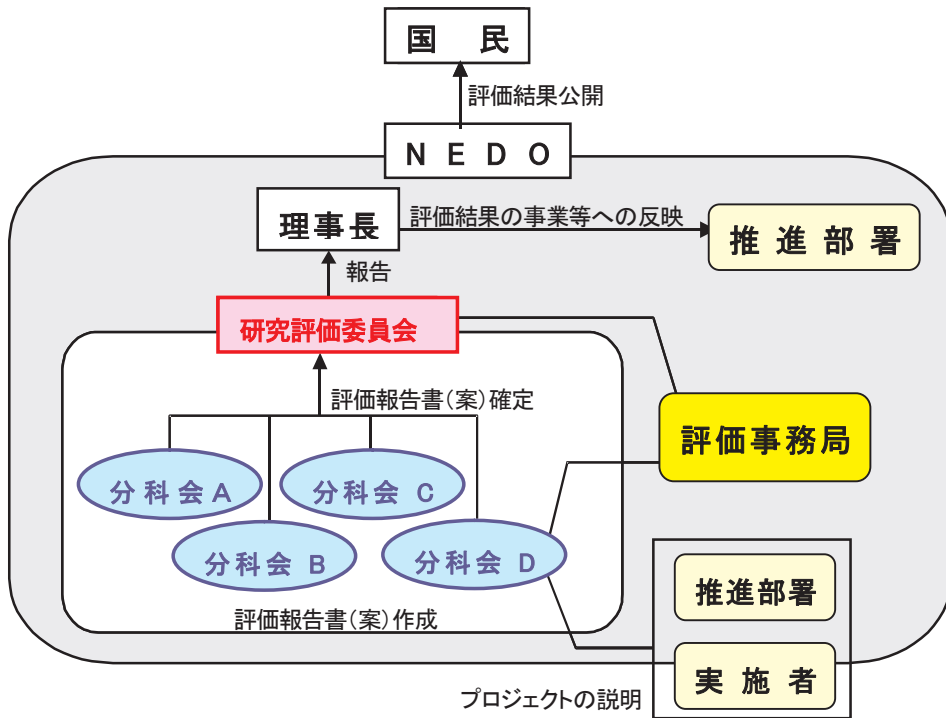 国 民
評価結果公開
N E D O
理事長
評価結果の事業等への反映
推 進 部 署
報告
研究評価委員会
評価報告書(案)確定
評価事務局
分 科 会 A
分 科 会 C
分 科 会 B
分 科 会 D
推進部署
評価報告書(案)作成
実 施 者
プロジェクトの説明